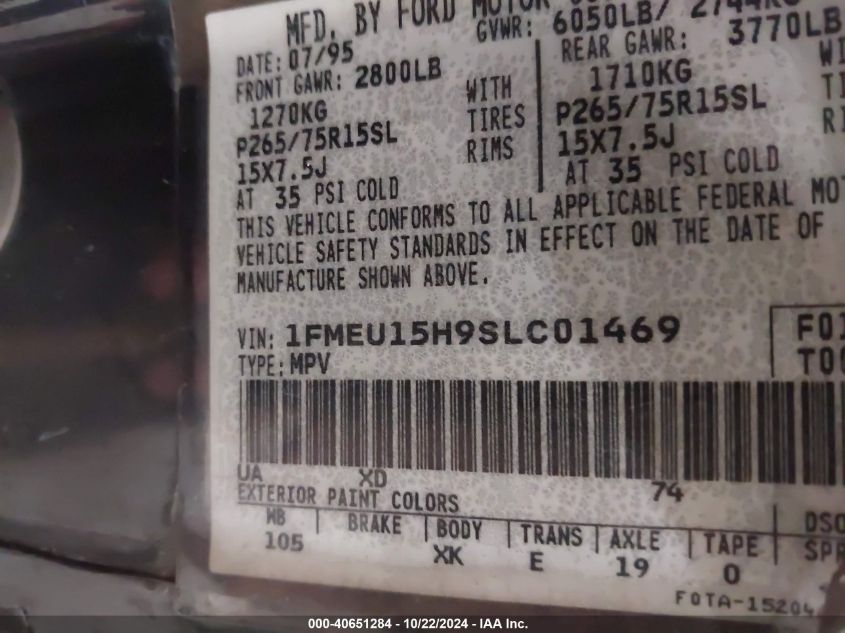 MFD. BY FORD MOTOR
DATE: 07/95 GVWR: 6050LB/ 2744KG
FRONT GAWR: 2800LB REAR GAWR: 3770LB
1270KG WITH 1710KG
P265/75R15SL TIRES P265/75R15SL
15X7.5J RIMS 15X7.5J
AT 35 PSI COLD AT 35 PSI COLD
THIS VEHICLE CONFORMS TO ALL APPLICABLE FEDERAL MOT
VEHICLE SAFETY STANDARDS IN EFFECT ON THE DATE OF
MANUFACTURE SHOWN ABOVE.
VIN: 1FMEU15H9SLC01469
TYPE: MPV
UA XD 74
EXTERIOR PAINT COLORS DSO
WB BRAKE BODY TRANS AXLE TAPE SPR
105 XK E 19 0
F0TA-15204
000-40651284 - 10/22/2024 - IAA Inc.